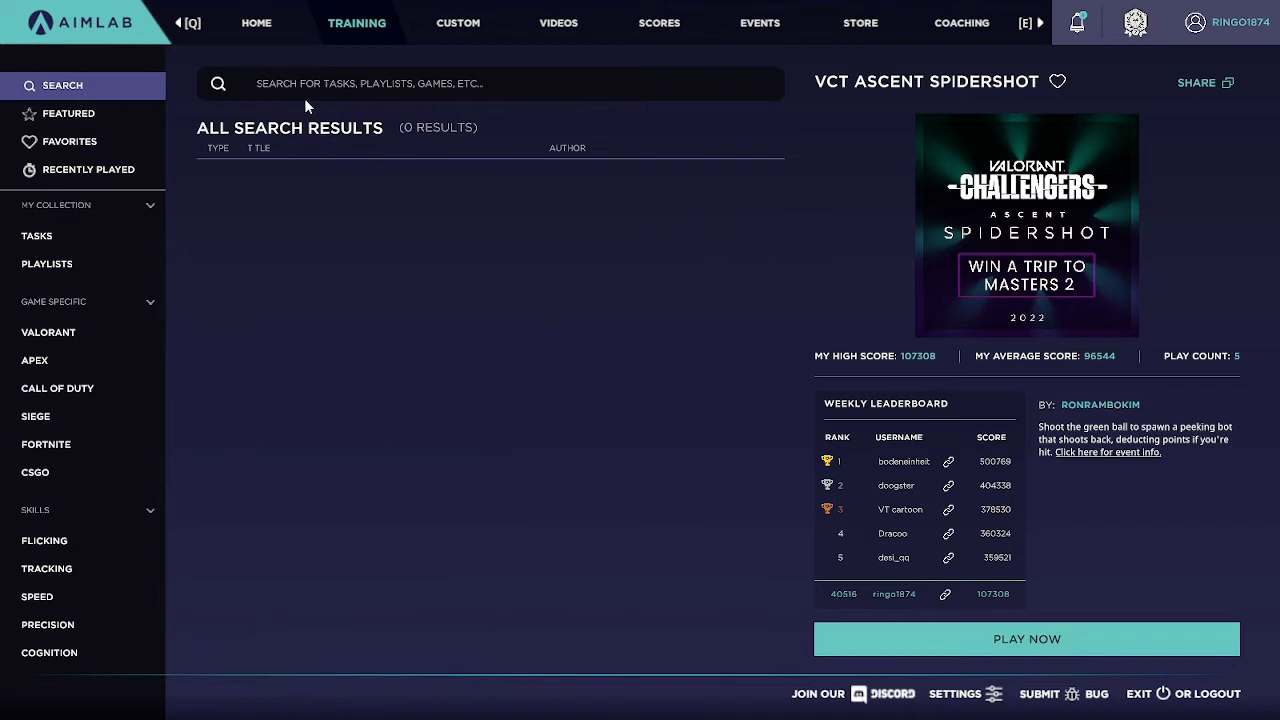 AIMLAB
[Q] HOME TRAINING CUSTOM VIDEOS SCORES EVENTS STORE COACHING [E] RINGO1874
SEARCH
FEATURED
FAVORITES
RECENTLY PLAYED
MY COLLECTION
TASKS
PLAYLISTS
GAME SPECIFIC
VALORANT
APEX
CALL OF DUTY
SIEGE
FORTNITE
CSGO
SKILLS
FLICKING
TRACKING
SPEED
PRECISION
COGNITION
SEARCH FOR TASKS, PLAYLISTS, GAMES, ETC...
ALL SEARCH RESULTS (0 RESULTS)
TYPE TITLE AUTHOR
VCT ASCENT SPIDERSHOT SHARE
VALORANT
CHALLENGERS
ASCENT
SPIDERSHOT
WIN A TRIP TO
MASTERS 2
2022
MY HIGH SCORE: 107308 MY AVERAGE SCORE: 96544 PLAY COUNT: 5
WEEKLY LEADERBOARD
RANK USERNAME SCORE
1 bodeneinheit 500769
2 doogster 404338
3 VT cartoon 378530
4 Dracoo 360324
5 desi_qq 359521
40516 ringo1874 107308
BY: RONRAMBOKIM
Shoot the green ball to spawn a peeking bot
that shoots back, deducting points if you're
hit. Click here for event info.
PLAY NOW
JOIN OUR DISCORD SETTINGS SUBMIT BUG EXIT OR LOGOUT